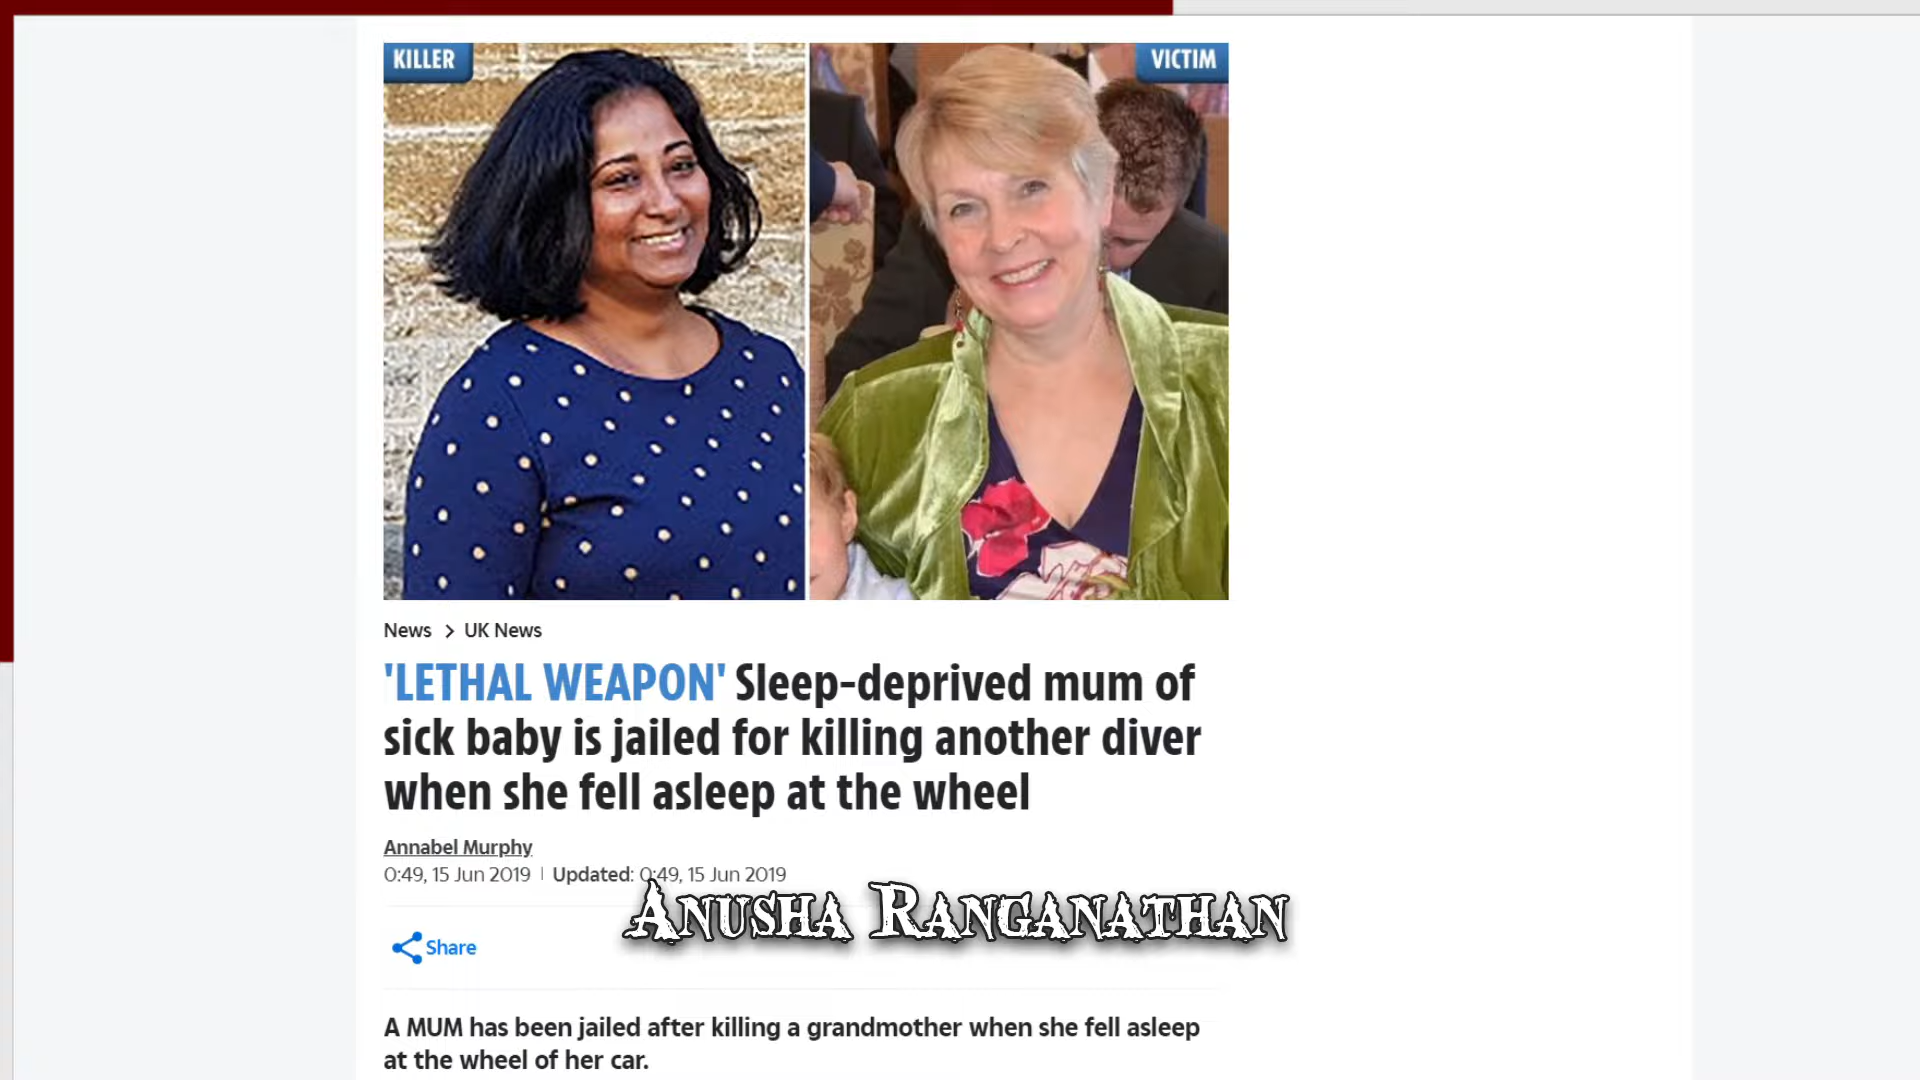 KILLER
VICTIM
News > UK News
'LETHAL WEAPON' Sleep-deprived mum of
sick baby is jailed for killing another diver
when she fell asleep at the wheel
Annabel Murphy
0:49, 15 Jun 2019 | Updated: 0:49, 15 Jun 2019
Anusha Ranganathan
Share
A MUM has been jailed after killing a grandmother when she fell asleep
at the wheel of her car.